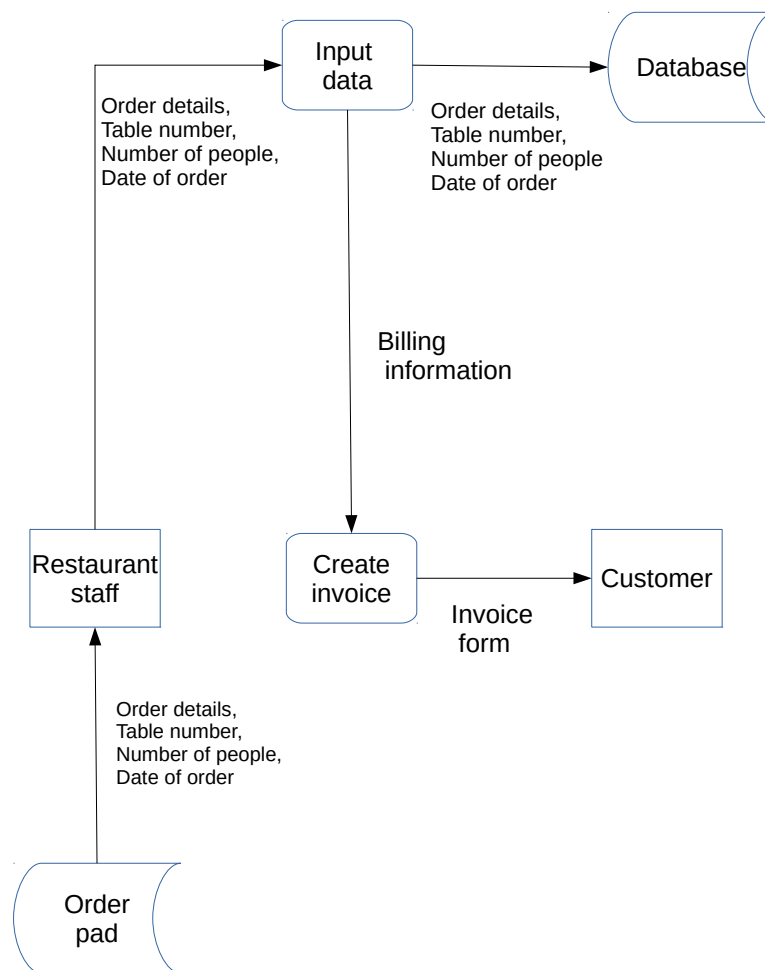 Input
data
Database
Order details,
Table number,
Number of people,
Date of order
Order details,
Table number,
Number of people
Date of order
Billing
information
Restaurant
staff
Create
invoice
Customer
Invoice
form
Order details,
Table number,
Number of people,
Date of order
Order
pad